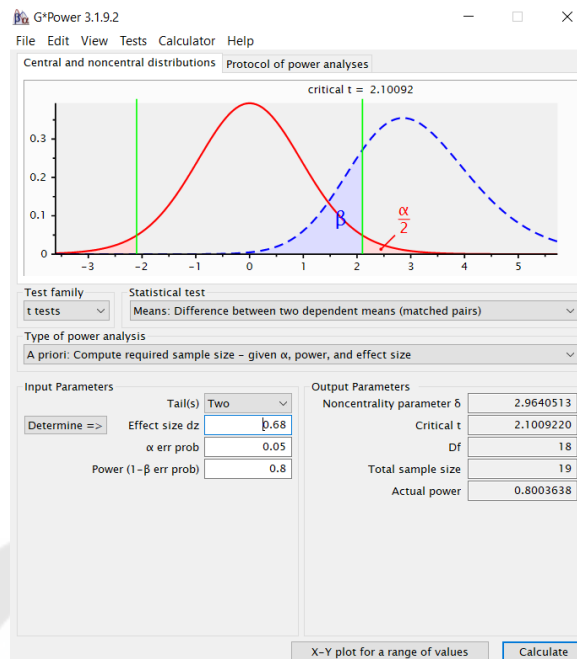 βα G*Power 3.1.9.2
File Edit View Tests Calculator Help
Central and noncentral distributions Protocol of power analyses
critical t = 2.10092
0.3
0.2
0.1
0
β
α
2
-3 -2 -1 0 1 2 3 4 5
Test family Statistical test
t tests Means: Difference between two dependent means (matched pairs)
Type of power analysis
A priori: Compute required sample size – given α, power, and effect size
Input Parameters Output Parameters
Tail(s) Two Noncentrality parameter δ 2.9640513
Determine => Effect size dz 0.68 Critical t 2.1009220
α err prob 0.05 Df 18
Power (1-β err prob) 0.8 Total sample size 19
Actual power 0.8003638
X-Y plot for a range of values Calculate